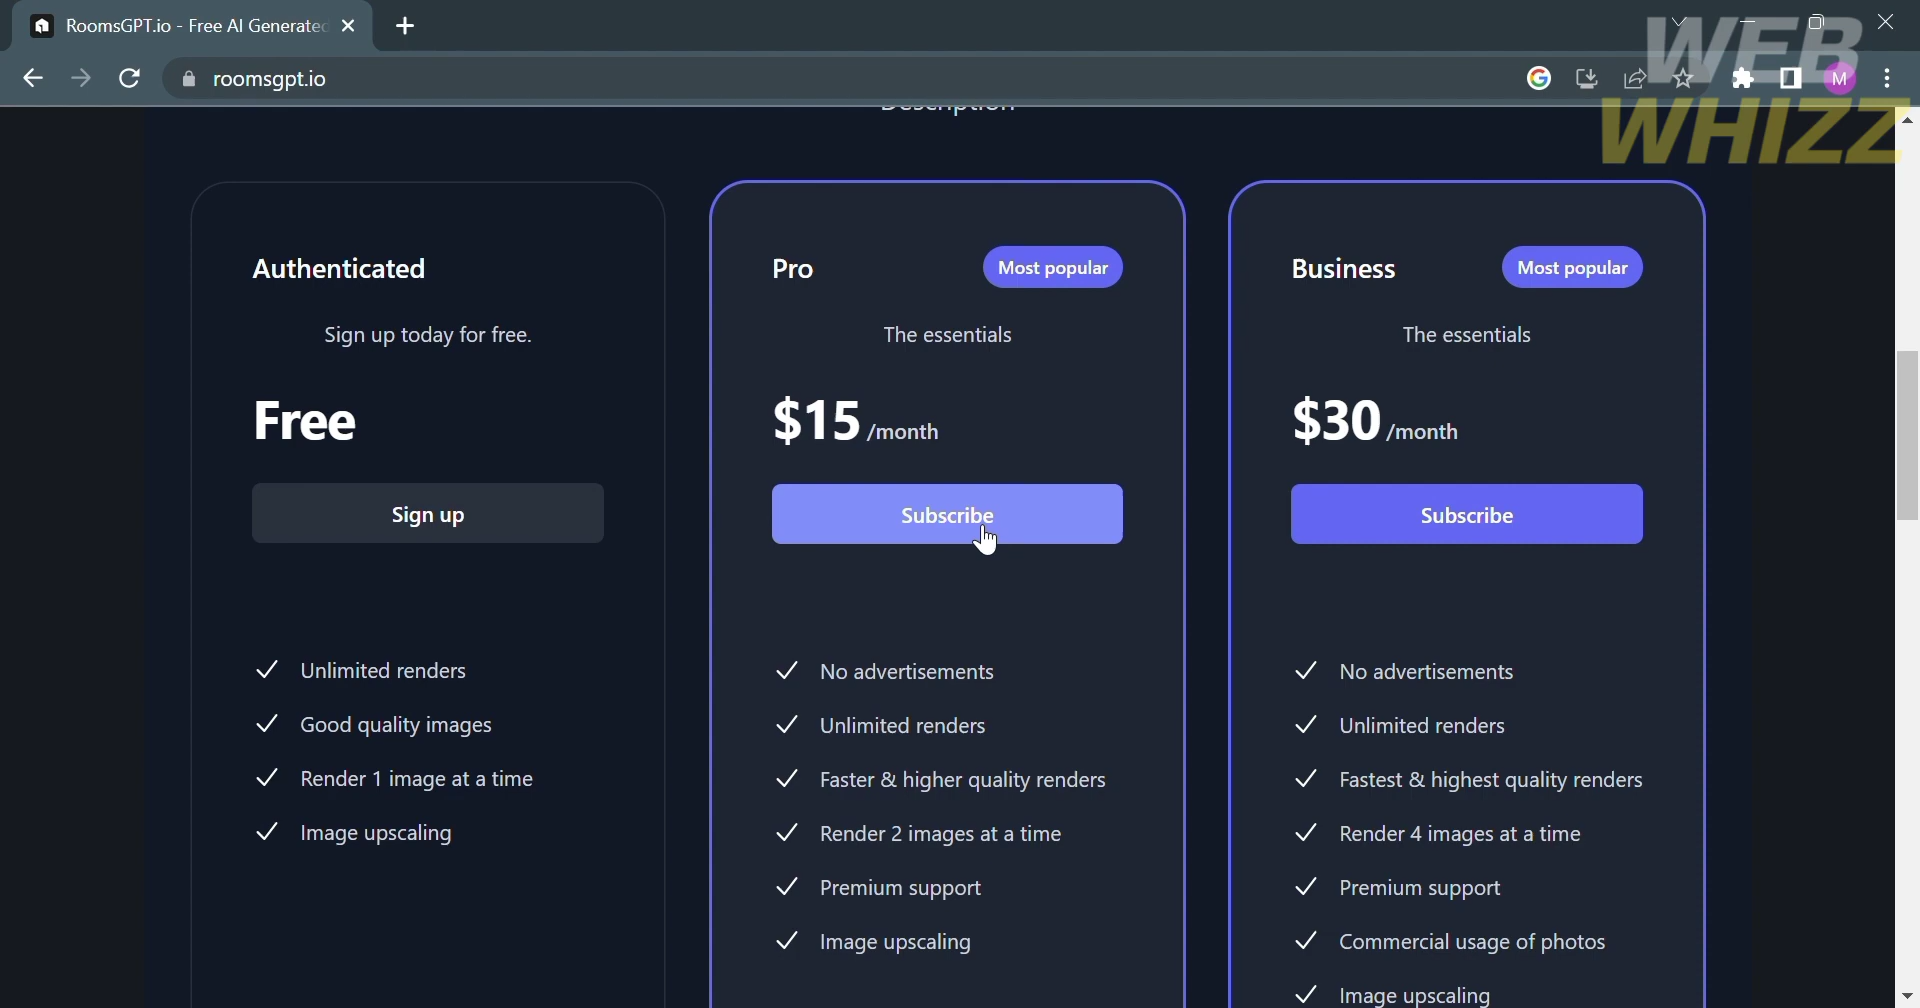 RoomsGPT.io - Free AI Generated
roomsgpt.io
M
WEB
WHIZZ
Description
Authenticated
Sign up today for free.
Free
Sign up
Unlimited renders
Good quality images
Render 1 image at a time
Image upscaling
Pro
Most popular
The essentials
$15 /month
Subscribe
No advertisements
Unlimited renders
Faster & higher quality renders
Render 2 images at a time
Premium support
Image upscaling
Business
Most popular
The essentials
$30 /month
Subscribe
No advertisements
Unlimited renders
Fastest & highest quality renders
Render 4 images at a time
Premium support
Commercial usage of photos
Image upscaling